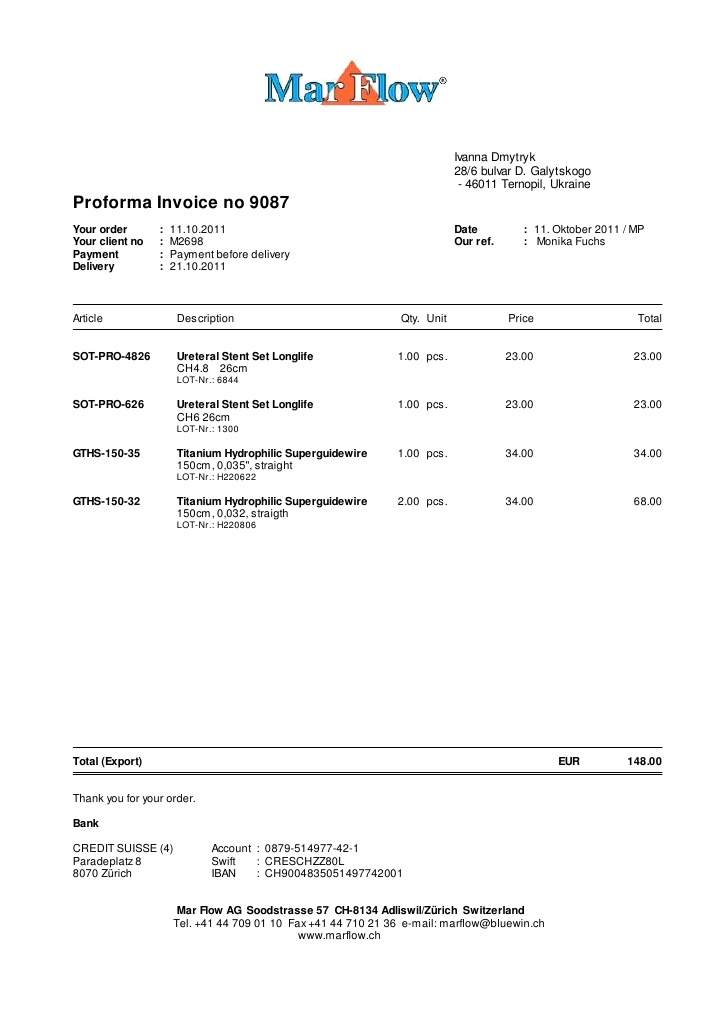 Mar Flow®
Ivanna Dmytryk
28/6 bulvar D. Galytskogo
- 46011 Ternopil, Ukraine
Proforma Invoice no 9087
Your order : 11.10.2011 Date : 11. Oktober 2011 / MP
Your client no : M2698 Our ref. : Monika Fuchs
Payment : Payment before delivery
Delivery : 21.10.2011
Article Description Qty. Unit Price Total
SOT-PRO-4826 Ureteral Stent Set Longlife 1.00 pcs. 23.00 23.00
CH4.8 26cm
LOT-Nr.: 6844
SOT-PRO-626 Ureteral Stent Set Longlife 1.00 pcs. 23.00 23.00
CH6 26cm
LOT-Nr.: 1300
GTHS-150-35 Titanium Hydrophilic Superguidewire 1.00 pcs. 34.00 34.00
150cm, 0,035", straight
LOT-Nr.: H220622
GTHS-150-32 Titanium Hydrophilic Superguidewire 2.00 pcs. 34.00 68.00
150cm, 0,032, straigth
LOT-Nr.: H220806
Total (Export) EUR 148.00
Thank you for your order.
Bank
CREDIT SUISSE (4) Account : 0879-514977-42-1
Paradeplatz 8 Swift : CRESCHZZ80L
8070 Zürich IBAN : CH9004835051497742001
Mar Flow AG Soodstrasse 57 CH-8134 Adliswil/Zürich Switzerland
Tel. +41 44 709 01 10 Fax +41 44 710 21 36 e-mail: marflow@bluewin.ch
www.marflow.ch